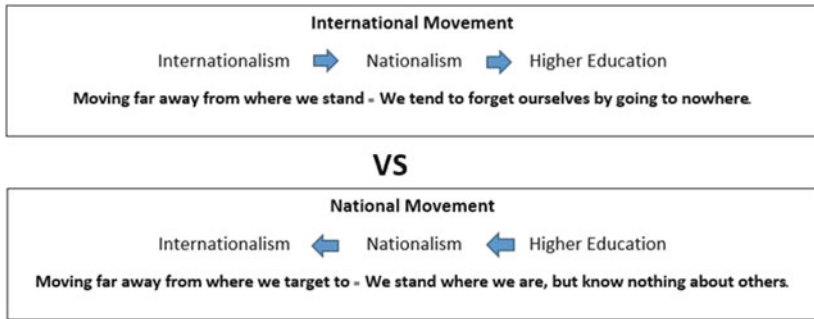 International Movement
Internationalism Nationalism Higher Education
Moving far away from where we stand - We tend to forget ourselves by going to nowhere.
VS
National Movement
Internationalism Nationalism Higher Education
Moving far away from where we target to - We stand where we are, but know nothing about others.